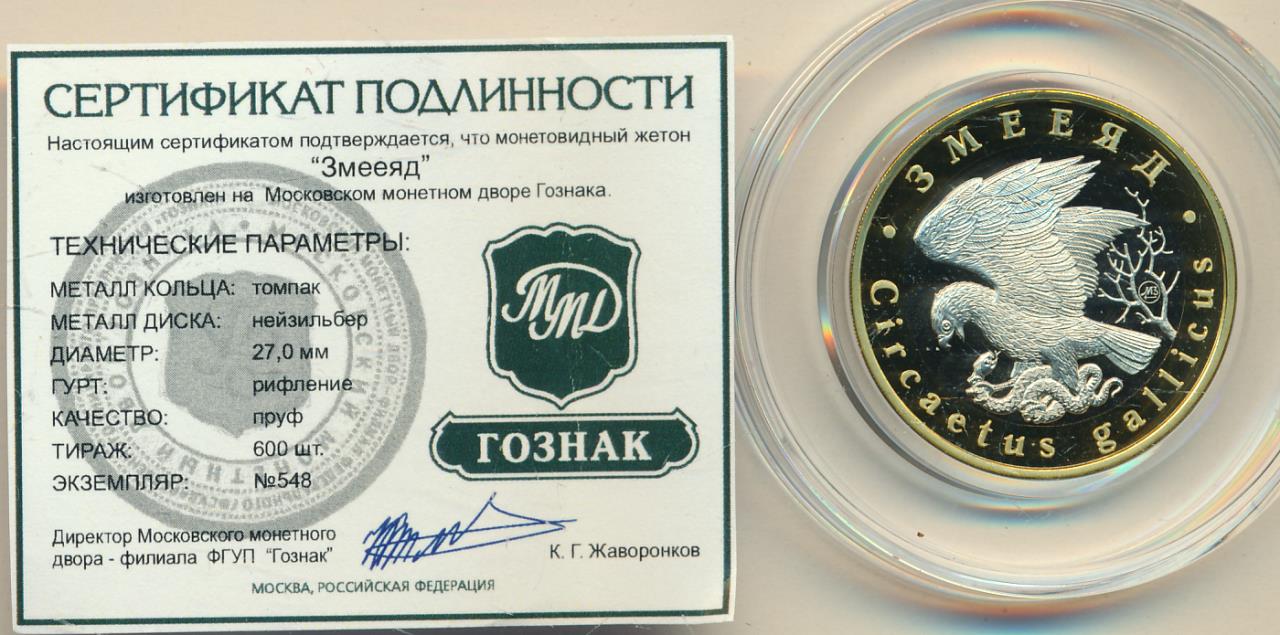 СЕРТИФИКАТ ПОДЛИННОСТИ
Настоящим сертификатом подтверждается, что монетовидный жетон
“Змееяд”
изготовлен на Московском монетном дворе Гознака.
ТЕХНИЧЕСКИЕ ПАРАМЕТРЫ:
МЕТАЛЛ КОЛЬЦА: томпак
МЕТАЛЛ ДИСКА: нейзильбер
ДИАМЕТР: 27,0 мм
ГУРТ: рифление
КАЧЕСТВО: пруф
ТИРАЖ: 600 шт.
ЭКЗЕМПЛЯР: №548
ММД
ГОЗНАК
Директор Московского монетного
двора - филиала ФГУП “Гознак”
К. Г. Жаворонков
МОСКВА, РОССИЙСКАЯ ФЕДЕРАЦИЯ
• ЗМЕЕЯД •
Circaetus gallicus